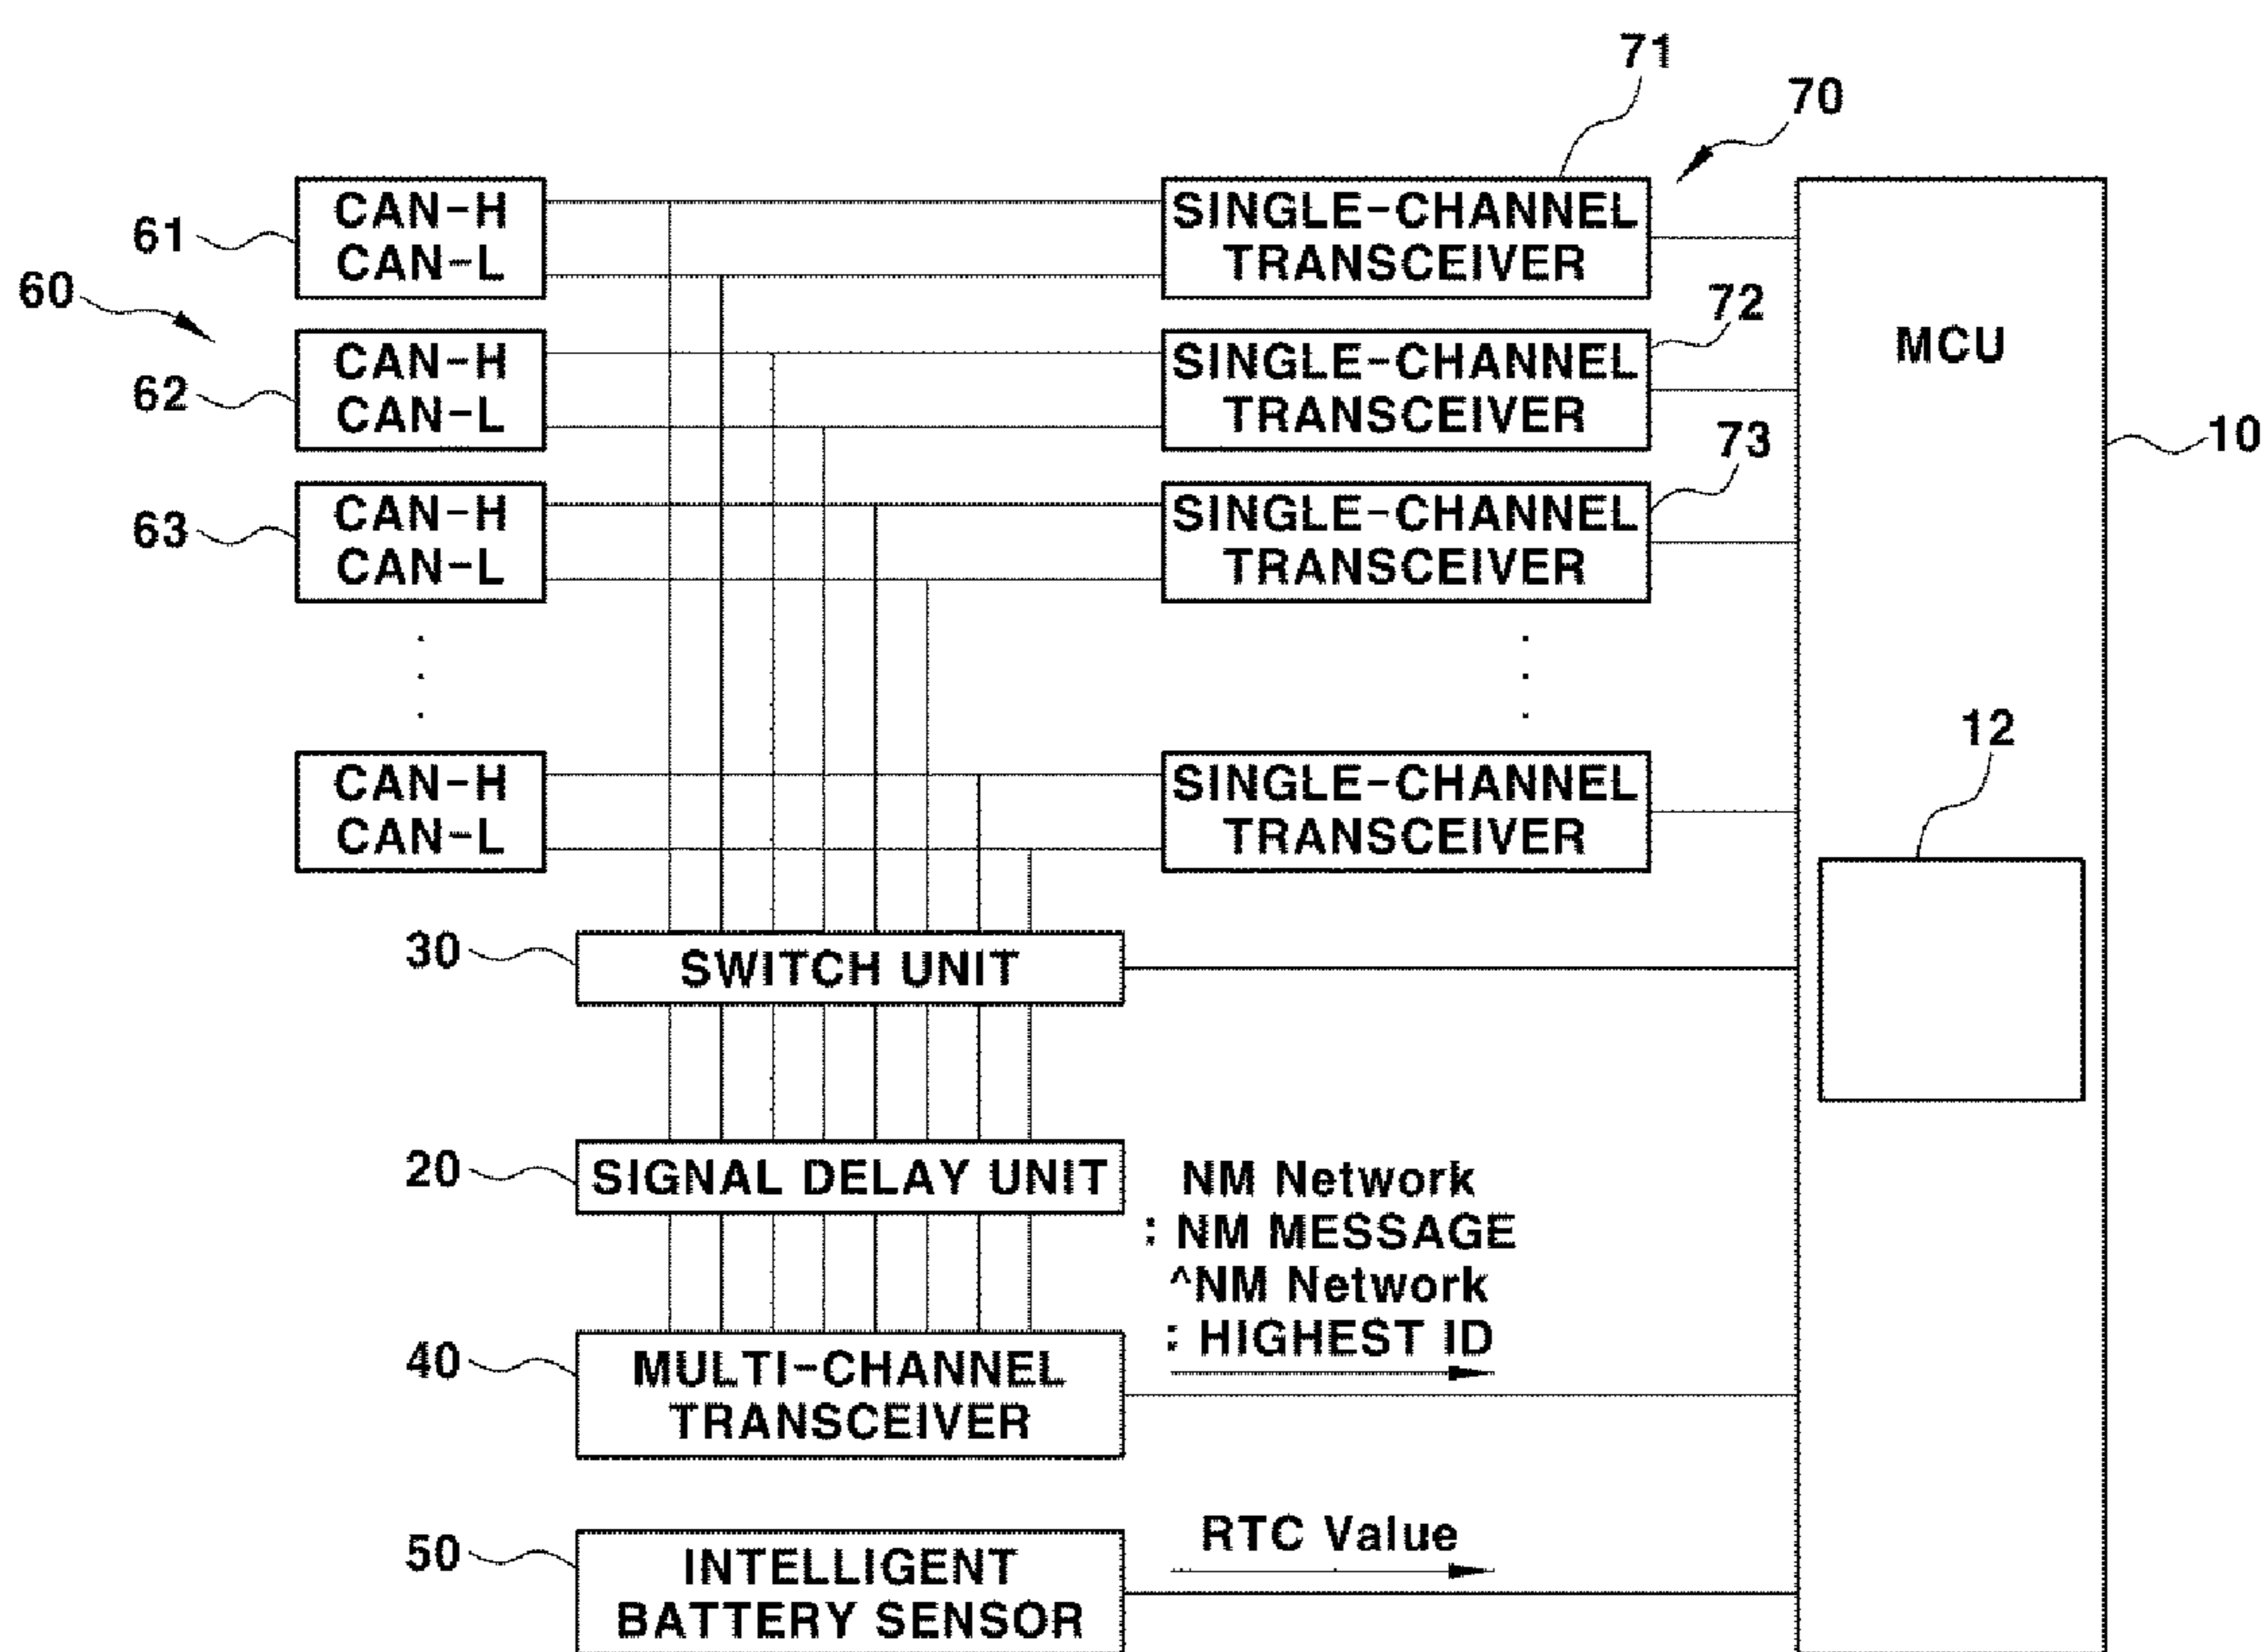 71
70
CAN-H
CAN-L
61
SINGLE-CHANNEL
TRANSCEIVER
60
72
MCU
CAN-H
CAN-L
62
SINGLE-CHANNEL
TRANSCEIVER
73
10
CAN-H
CAN-L
63
SINGLE-CHANNEL
TRANSCEIVER
12
CAN-H
CAN-L
SINGLE-CHANNEL
TRANSCEIVER
30
SWITCH UNIT
20
SIGNAL DELAY UNIT
NM Network
: NM MESSAGE
^NM Network
: HIGHEST ID
40
MULTI-CHANNEL
TRANSCEIVER
50
INTELLIGENT
BATTERY SENSOR
RTC Value